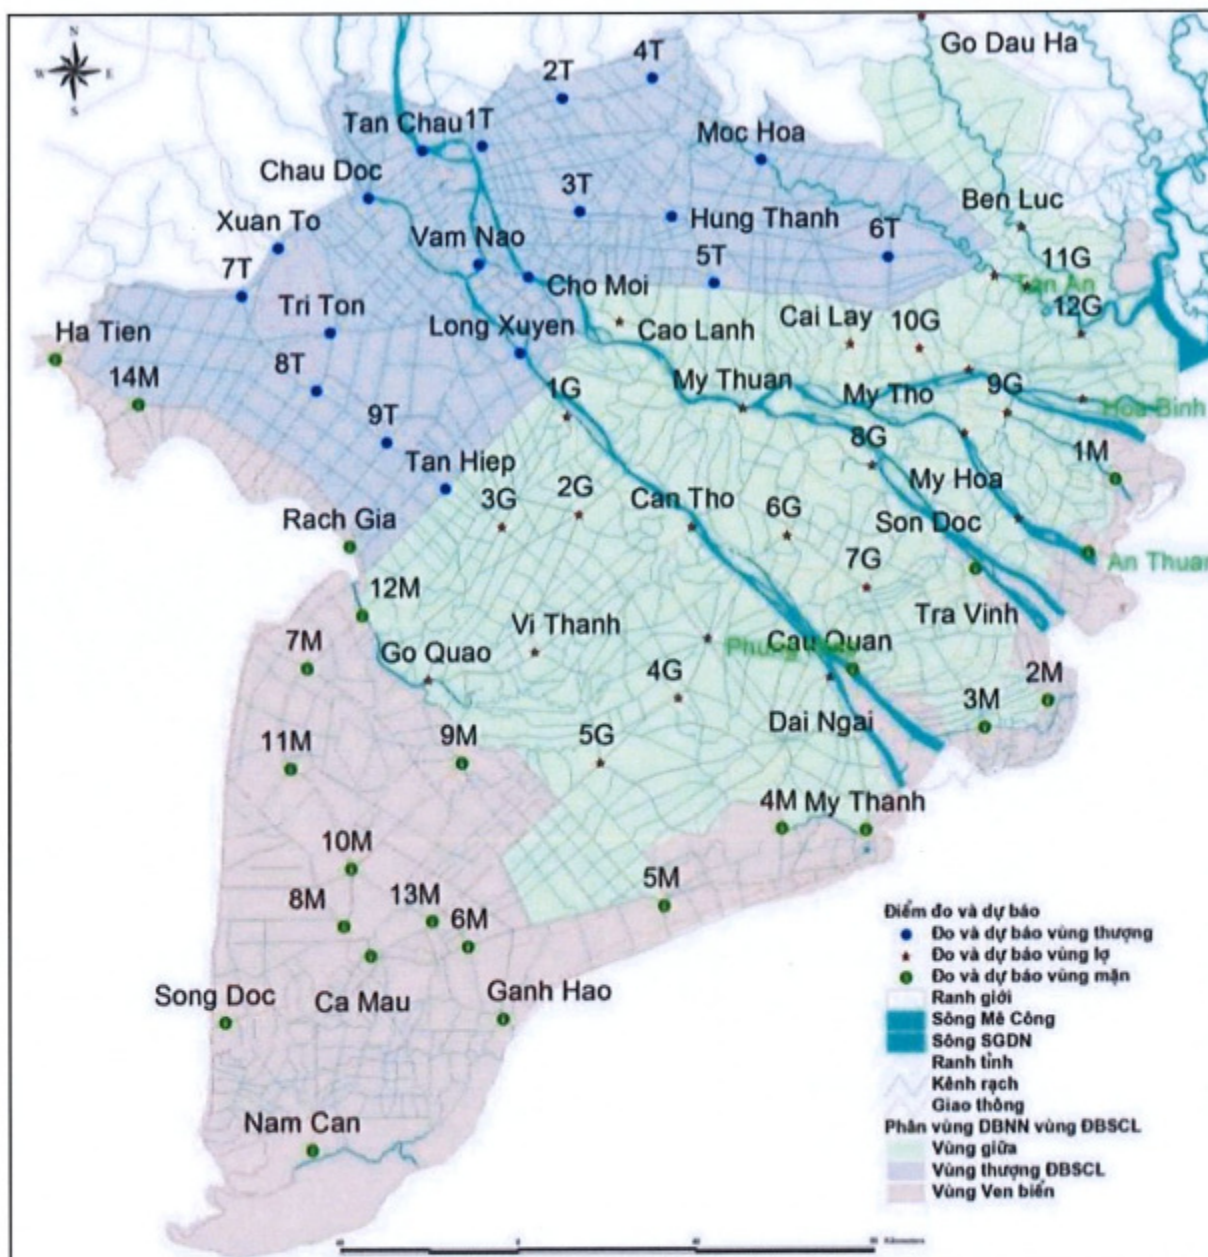 N
W
E
S
Go Dau Ha
4T
2T
Tan Chau
1T
Moc Hoa
Chau Doc
3T
Ben Luc
Xuan To
Vam Nao
Hung Thanh
6T
7T
5T
11G
Tan An
Cho Moi
Tri Ton
Ha Tien
Long Xuyen
Cao Lanh
Cai Lay
10G
12G
8T
14M
1G
My Thuan
My Tho
9G
Hoa Binh
9T
8G
Tan Hiep
1M
3G
2G
Can Tho
6G
My Hoa
Rach Gia
Son Doc
7G
An Thuan
12M
Tra Vinh
Vi Thanh
7M
Go Quao
Cau Quan
4G
2M
3M
Dai Ngai
11M
9M
5G
4M
My Thanh
10M
8M
13M
6M
5M
Song Doc
Ca Mau
Ganh Hao
Nam Can
Điểm đo và dự báo
Đo và dự báo vùng thượng
Đo và dự báo vùng lợ
Đo và dự báo vùng mặn
Ranh giới
Sông Mê Công
Sông SGDN
Ranh tỉnh
Kênh rạch
Giao thông
Phân vùng DBNN vùng ĐBSCL
Vùng giữa
Vùng thượng ĐBSCL
Vùng Ven biển
Kilometers